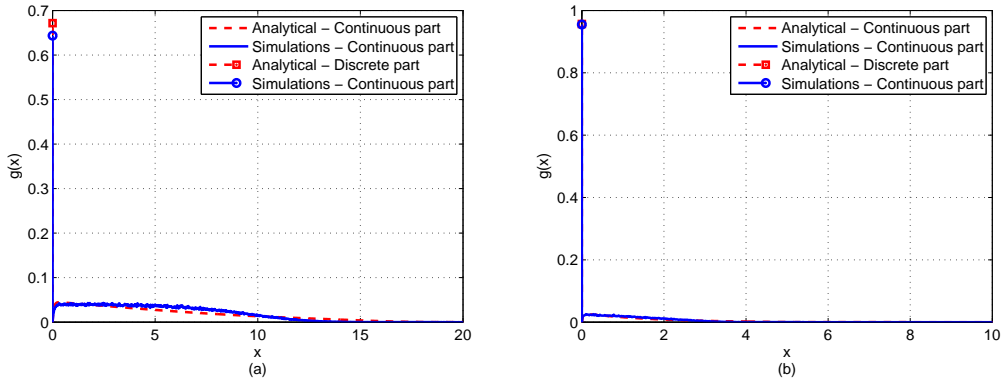 0.7
0.6
0.5
0.4
0.3
0.2
0.1
0
g(x)
0 5 10 15 20
x
(a)
Analytical − Continuous part
Simulations − Continuous part
Analytical − Discrete part
Simulations − Continuous part
1
0.8
0.6
0.4
0.2
0
g(x)
0 2 4 6 8 10
x
(b)
Analytical − Continuous part
Simulations − Continuous part
Analytical − Discrete part
Simulations − Continuous part